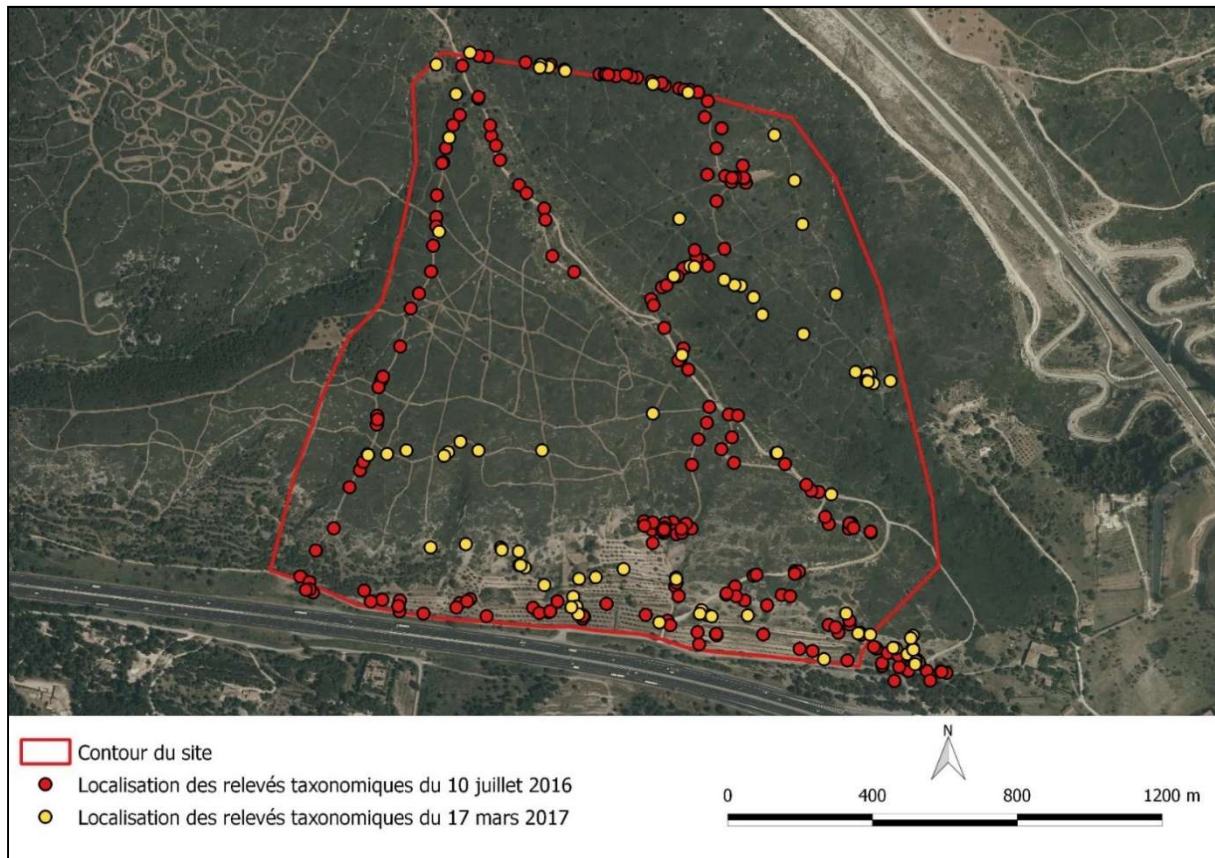 Contour du site
Localisation des relevés taxonomiques du 10 juillet 2016
Localisation des relevés taxonomiques du 17 mars 2017
N
0 400 800 1200 m